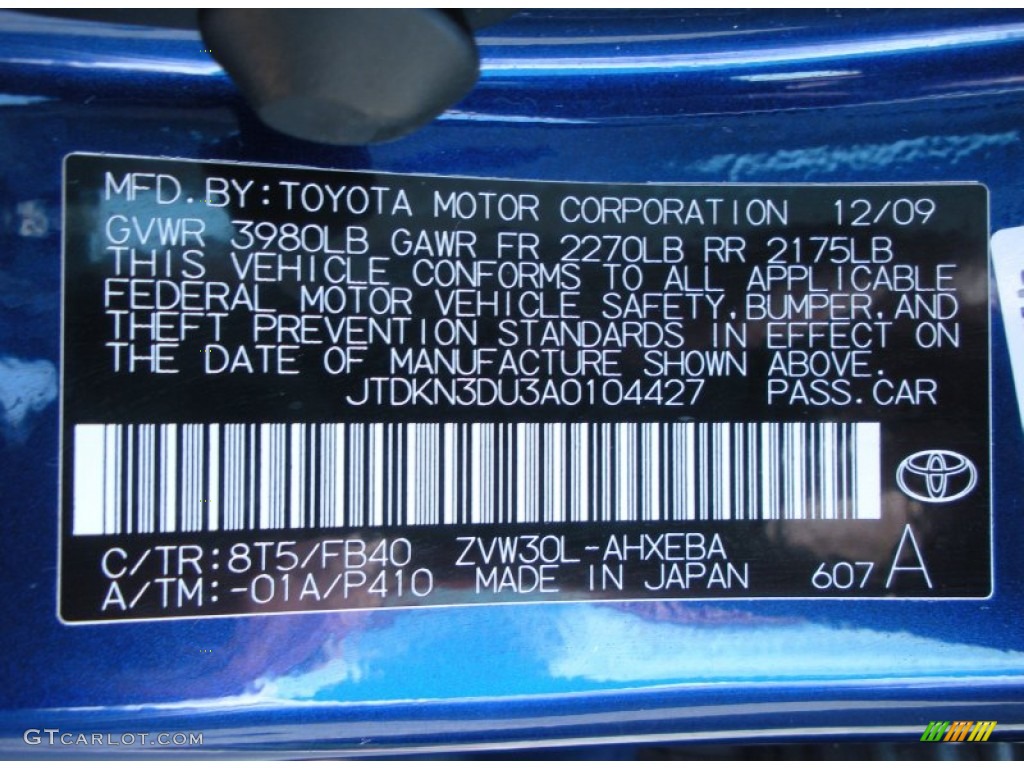 MFD. BY: TOYOTA MOTOR CORPORATION 12/09
GVWR 3980LB GAWR FR 2270LB RR 2175LB
THIS VEHICLE CONFORMS TO ALL APPLICABLE
FEDERAL MOTOR VEHICLE SAFETY, BUMPER, AND
THEFT PREVENTION STANDARDS IN EFFECT ON
THE DATE OF MANUFACTURE SHOWN ABOVE.
JTDKN3DU3A0104427 PASS. CAR
C/TR: 8T5/FB40 ZVW30L-AHXEBA
A/TM: -01A/P410 MADE IN JAPAN 607 A
GTCARLOT.COM